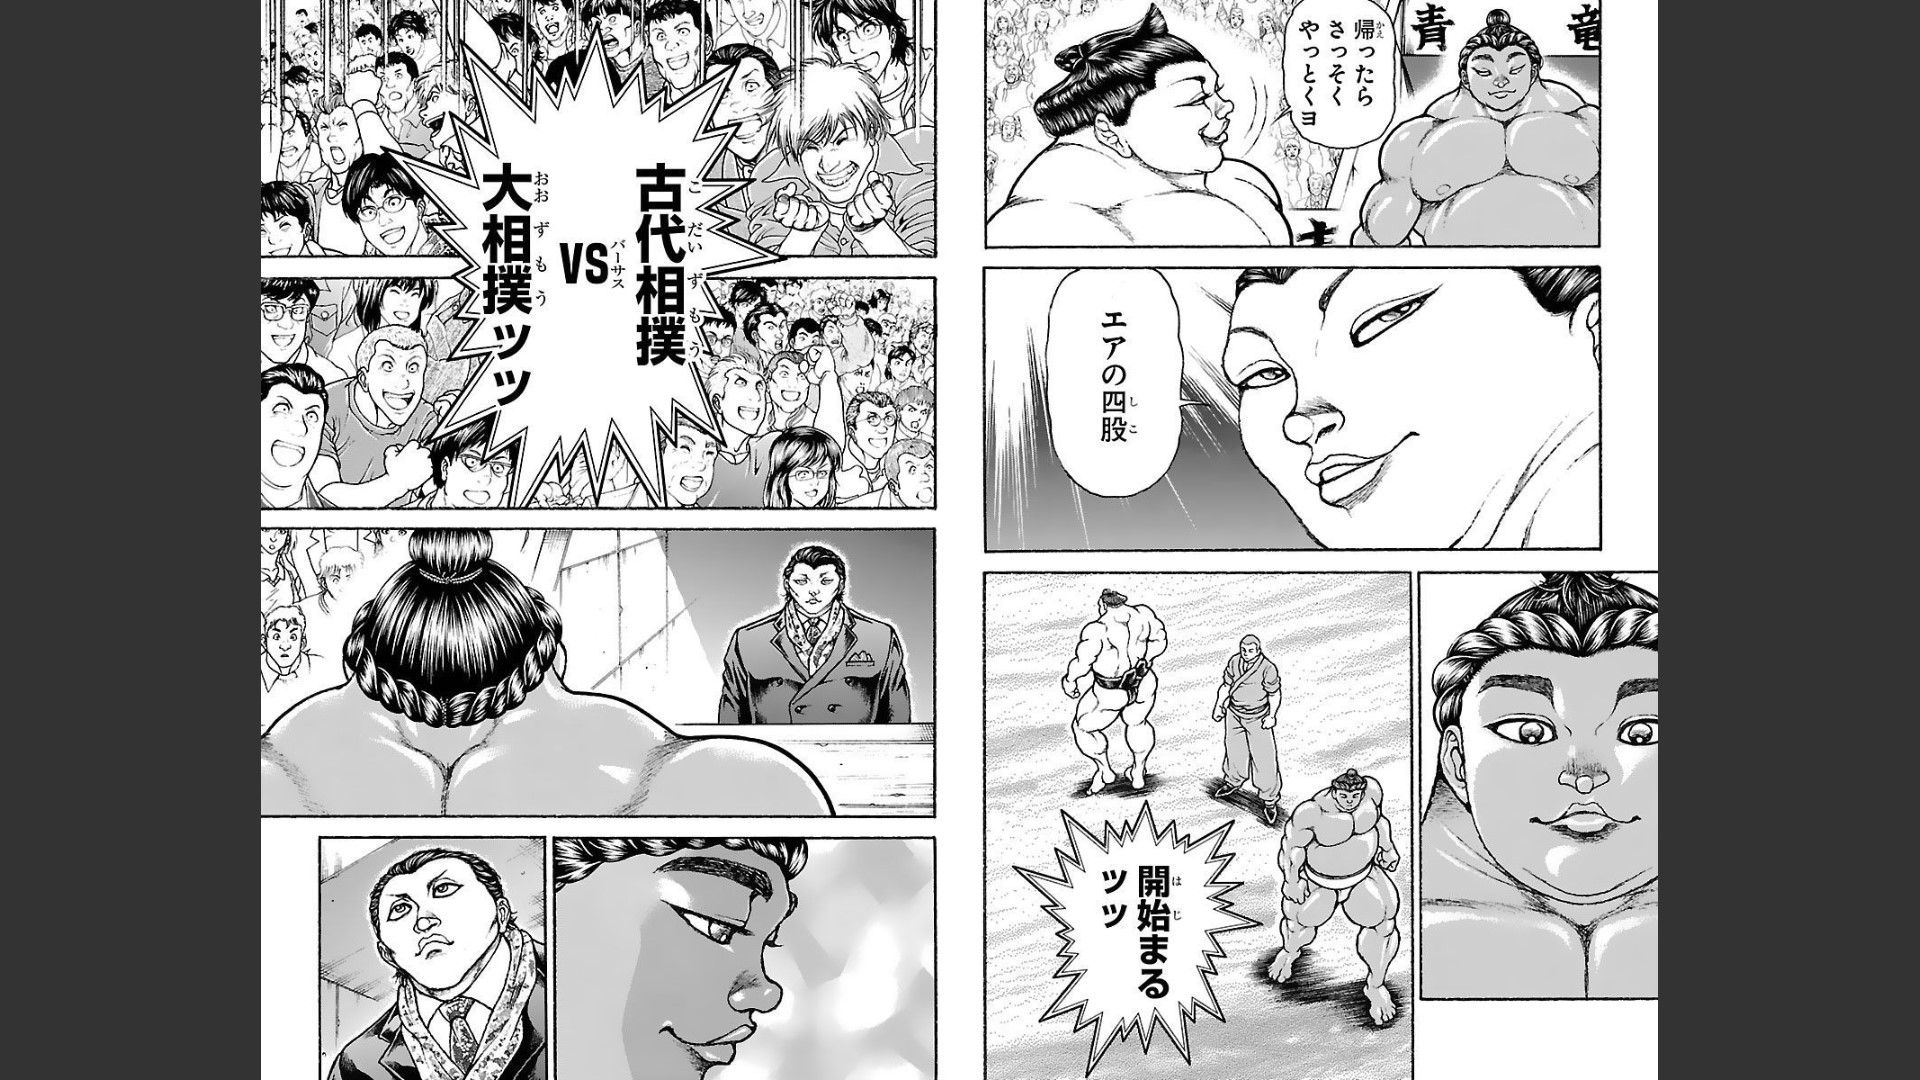 帰ったら
さっそく
やっとくヨ
青
竜
エアの四股
開始まる
ッッ
古代相撲
VS
大相撲ッッ